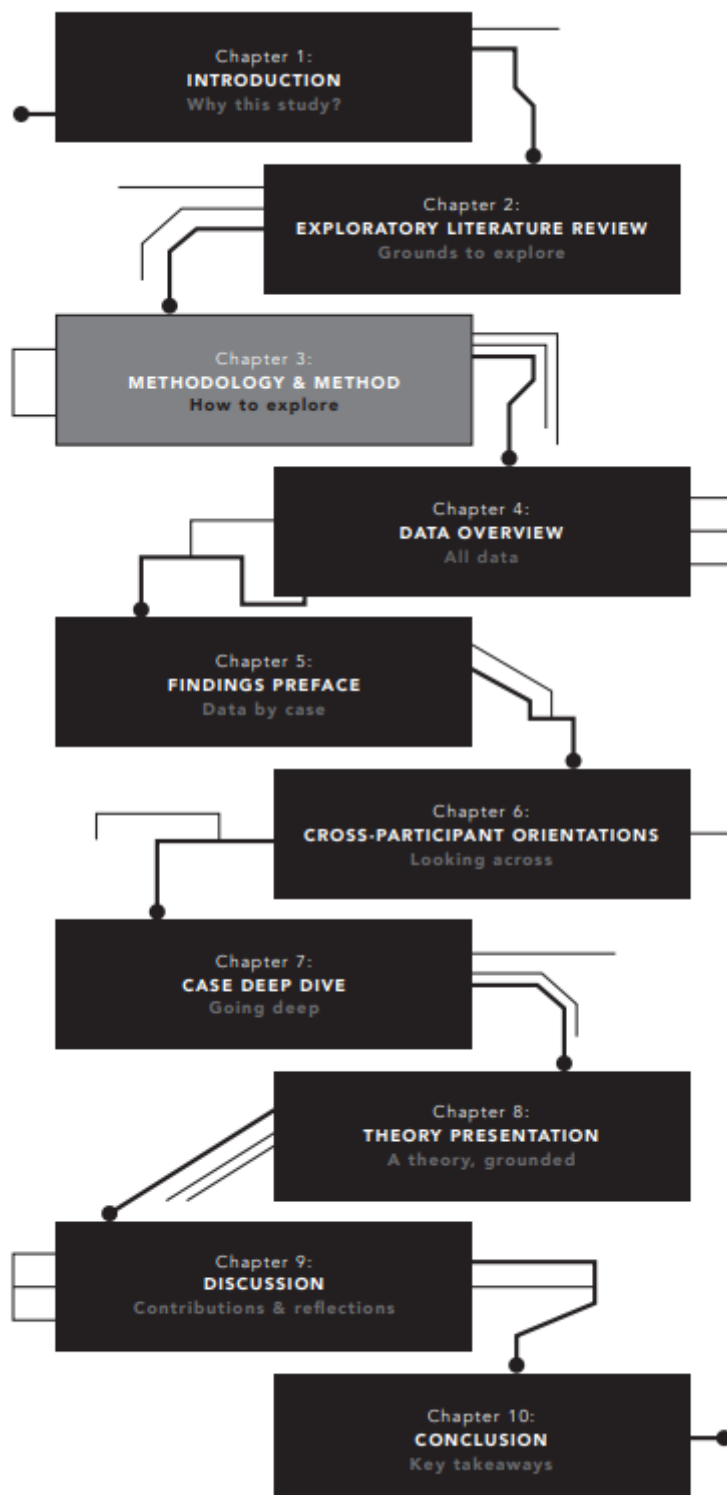 Chapter 1:
INTRODUCTION
Why this study?
Chapter 2:
EXPLORATORY LITERATURE REVIEW
Grounds to explore
Chapter 3:
METHODOLOGY & METHOD
How to explore
Chapter 4:
DATA OVERVIEW
All data
Chapter 5:
FINDINGS PREFACE
Data by case
Chapter 6:
CROSS-PARTICIPANT ORIENTATIONS
Looking across
Chapter 7:
CASE DEEP DIVE
Going deep
Chapter 8:
THEORY PRESENTATION
A theory, grounded
Chapter 9:
DISCUSSION
Contributions & reflections
Chapter 10:
CONCLUSION
Key takeaways